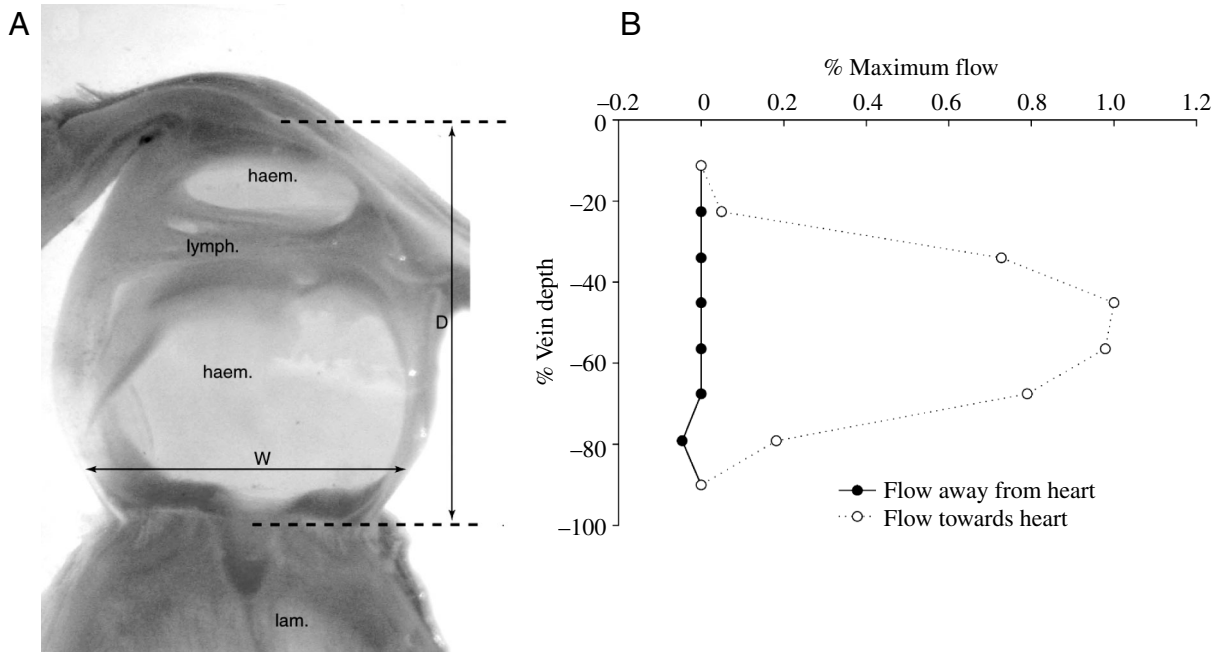 A
haem.
lymph.
D
haem.
W
lam.
B
% Maximum flow
–0.2 0 0.2 0.4 0.6 0.8 1.0 1.2
0
–20
–40
–60
–80
–100
% Vein depth
Flow away from heart
Flow towards heart